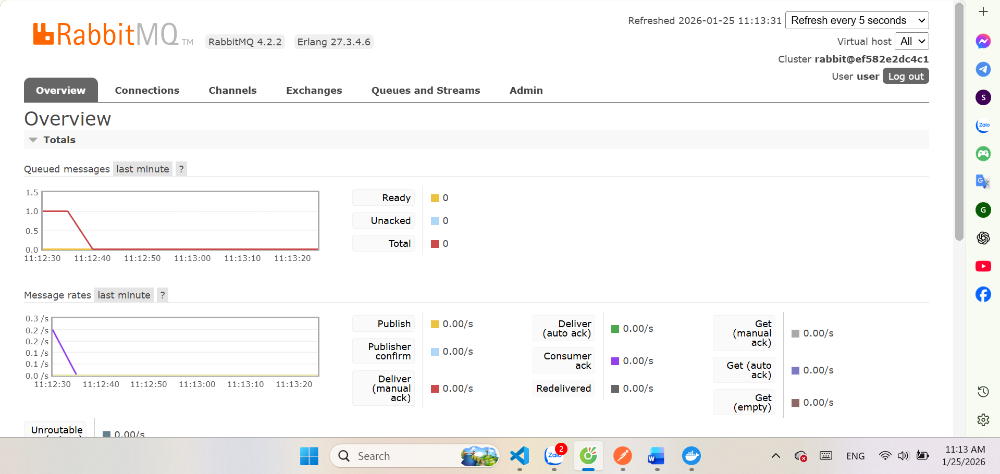 RabbitMQ TM
RabbitMQ 4.2.2
Erlang 27.3.4.6
Refreshed 2026-01-25 11:13:31
Refresh every 5 seconds
Virtual host
All
Cluster rabbit@ef582e2dc4c1
User user
Log out
Overview
Connections
Channels
Exchanges
Queues and Streams
Admin
Overview
Totals
Queued messages
last minute
?
1.5
1.0
0.5
0.0
11:12:30
11:12:40
11:12:50
11:13:00
11:13:10
11:13:20
Ready
0
Unacked
0
Total
0
Message rates
last minute
?
0.3 /s
0.2 /s
0.2 /s
0.1 /s
0.1 /s
0.0 /s
11:12:30
11:12:40
11:12:50
11:13:00
11:13:10
11:13:20
Publish
0.00/s
Publisher
confirm
0.00/s
Deliver
(manual
ack)
0.00/s
Deliver
(auto ack)
0.00/s
Consumer
ack
0.00/s
Redelivered
0.00/s
Get
(manual
ack)
0.00/s
Get (auto
ack)
0.00/s
Get
(empty)
0.00/s
Unroutable
0.00/s
S
Zalo
G
G
Search
Zalo
2
W
ENG
11:13 AM
1/25/2026